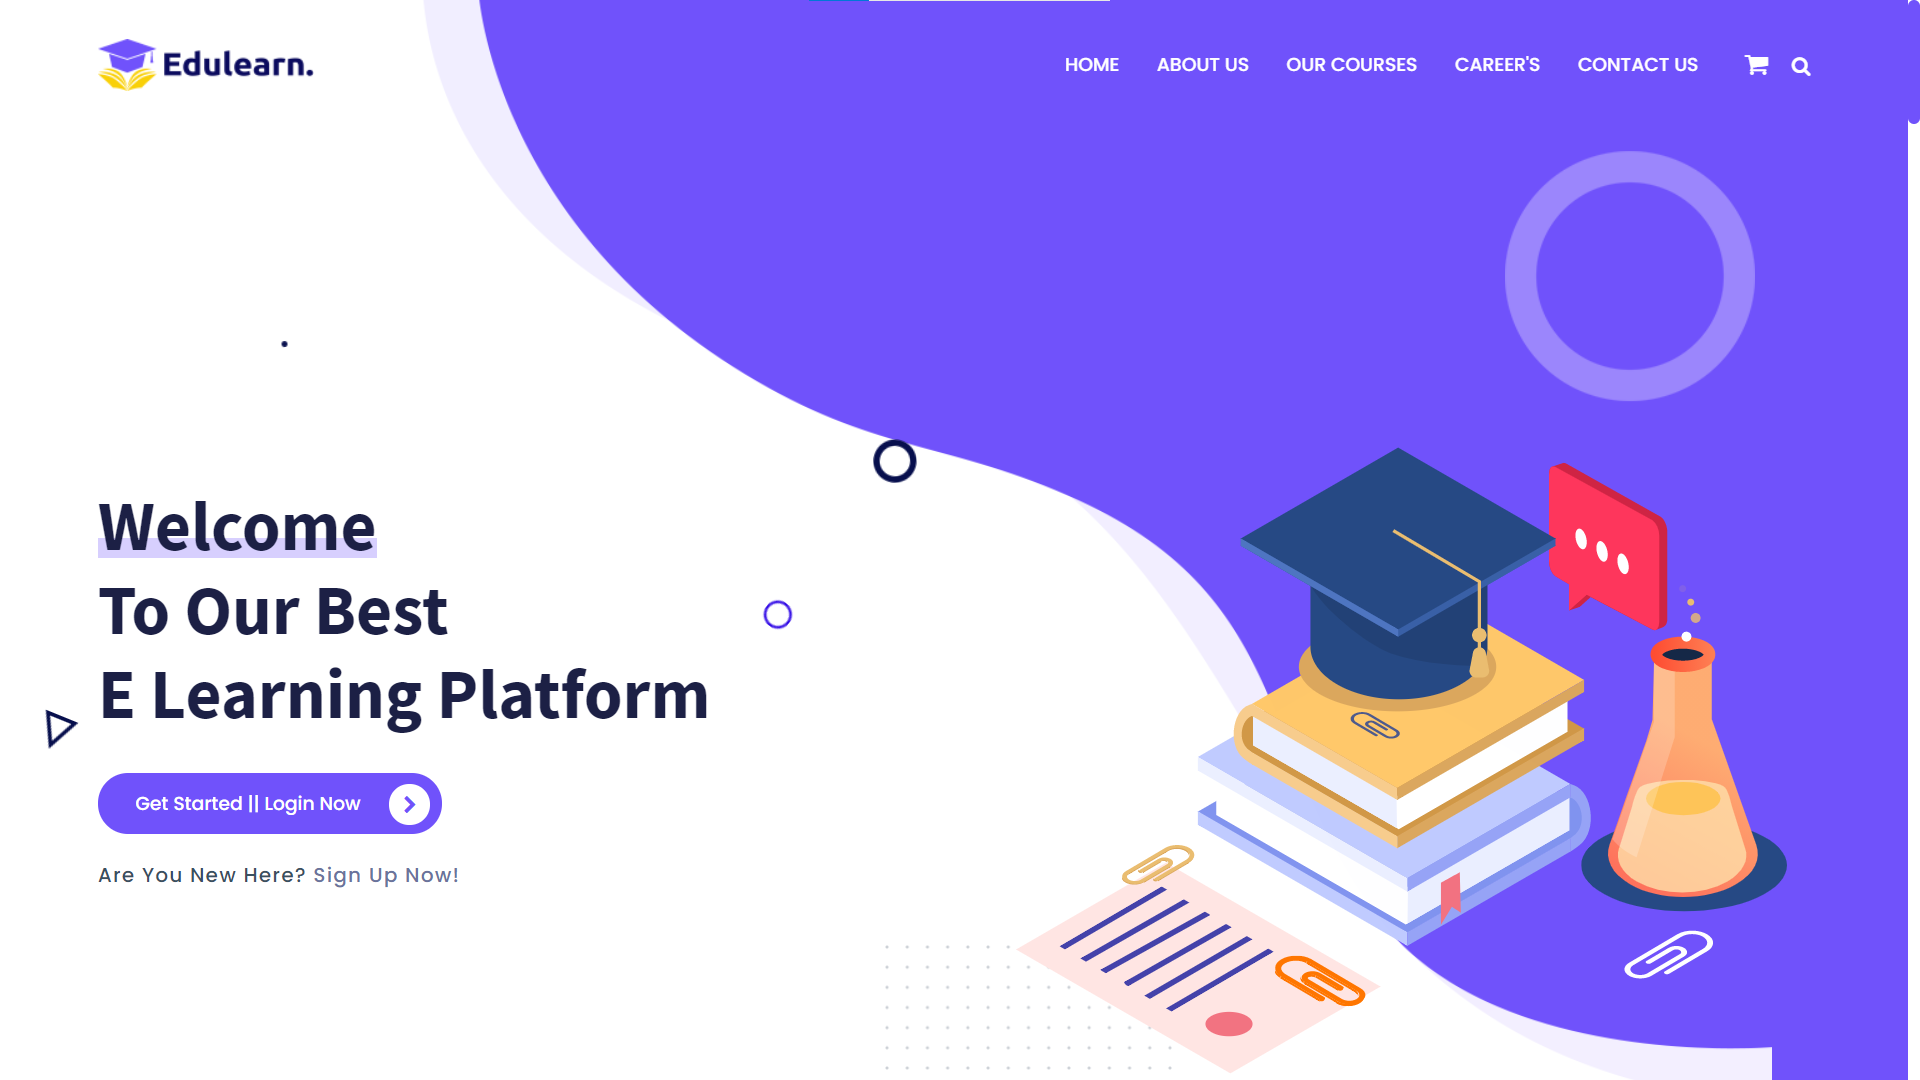 Edulearn.
HOME ABOUT US OUR COURSES CAREER'S CONTACT US
Welcome
To Our Best
E Learning Platform
Get Started || Login Now
Are You New Here? Sign Up Now!